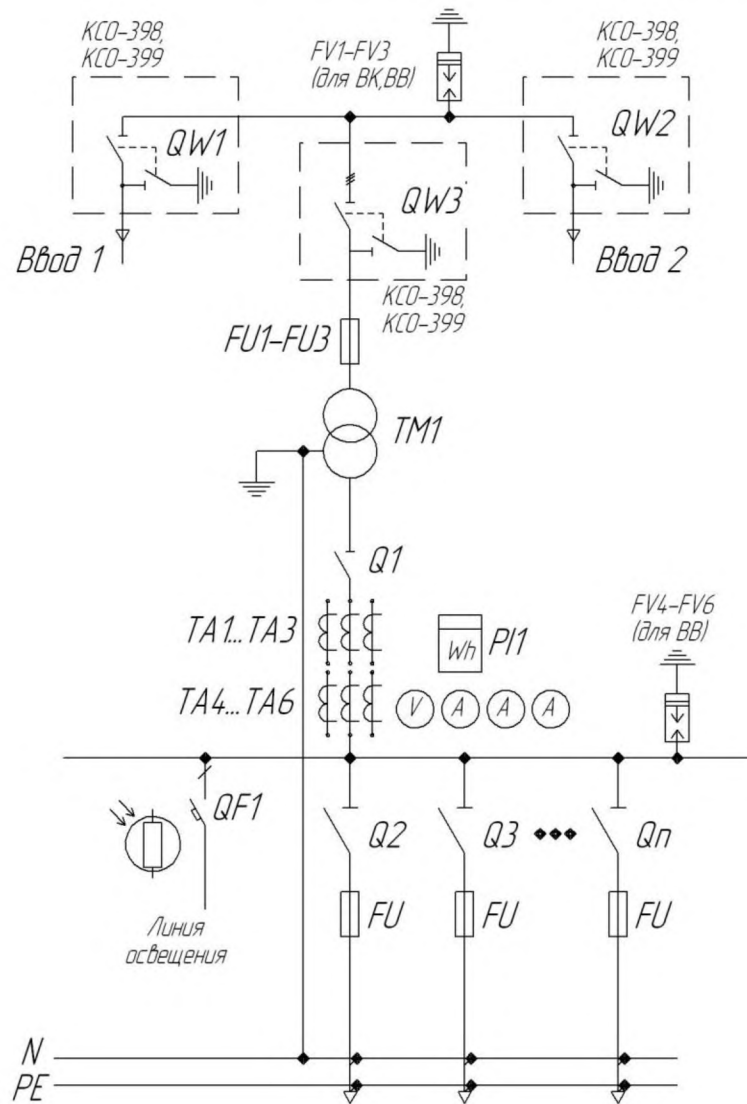 КСО-398,
КСО-399
FV1-FV3
(для ВК,ВВ)
КСО-398,
КСО-399
QW1
QW3
QW2
Ввод 1
Ввод 2
КСО-398,
КСО-399
FU1-FU3
TM1
Q1
TA1...TA3
Wh
PI1
FV4-FV6
(для ВВ)
TA4...TA6
V
A
A
A
QF1
Q2
Q3
Qn
FU
FU
FU
Линия
освещения
N
PE